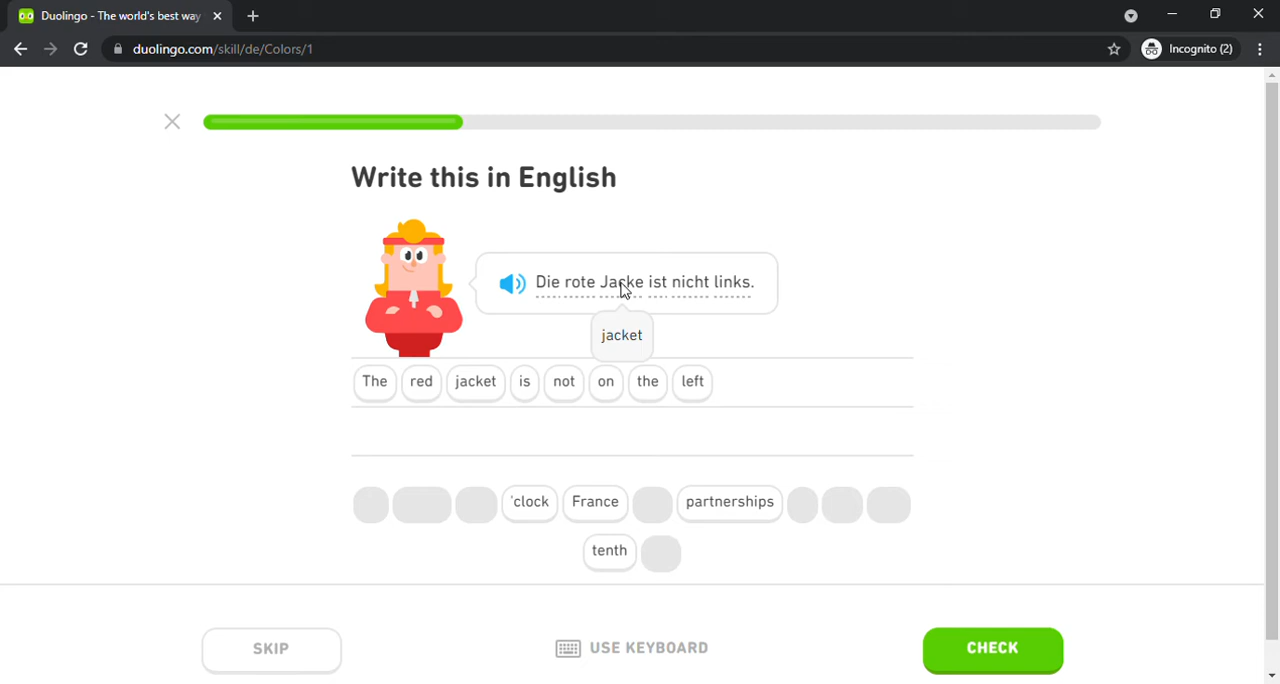 Duolingo - The world's best way
duolingo.com/skill/de/Colors/1
Incognito (2)
Write this in English
Die rote Jacke ist nicht links.
jacket
The red jacket is not on the left
'clock France partnerships
tenth
SKIP USE KEYBOARD CHECK